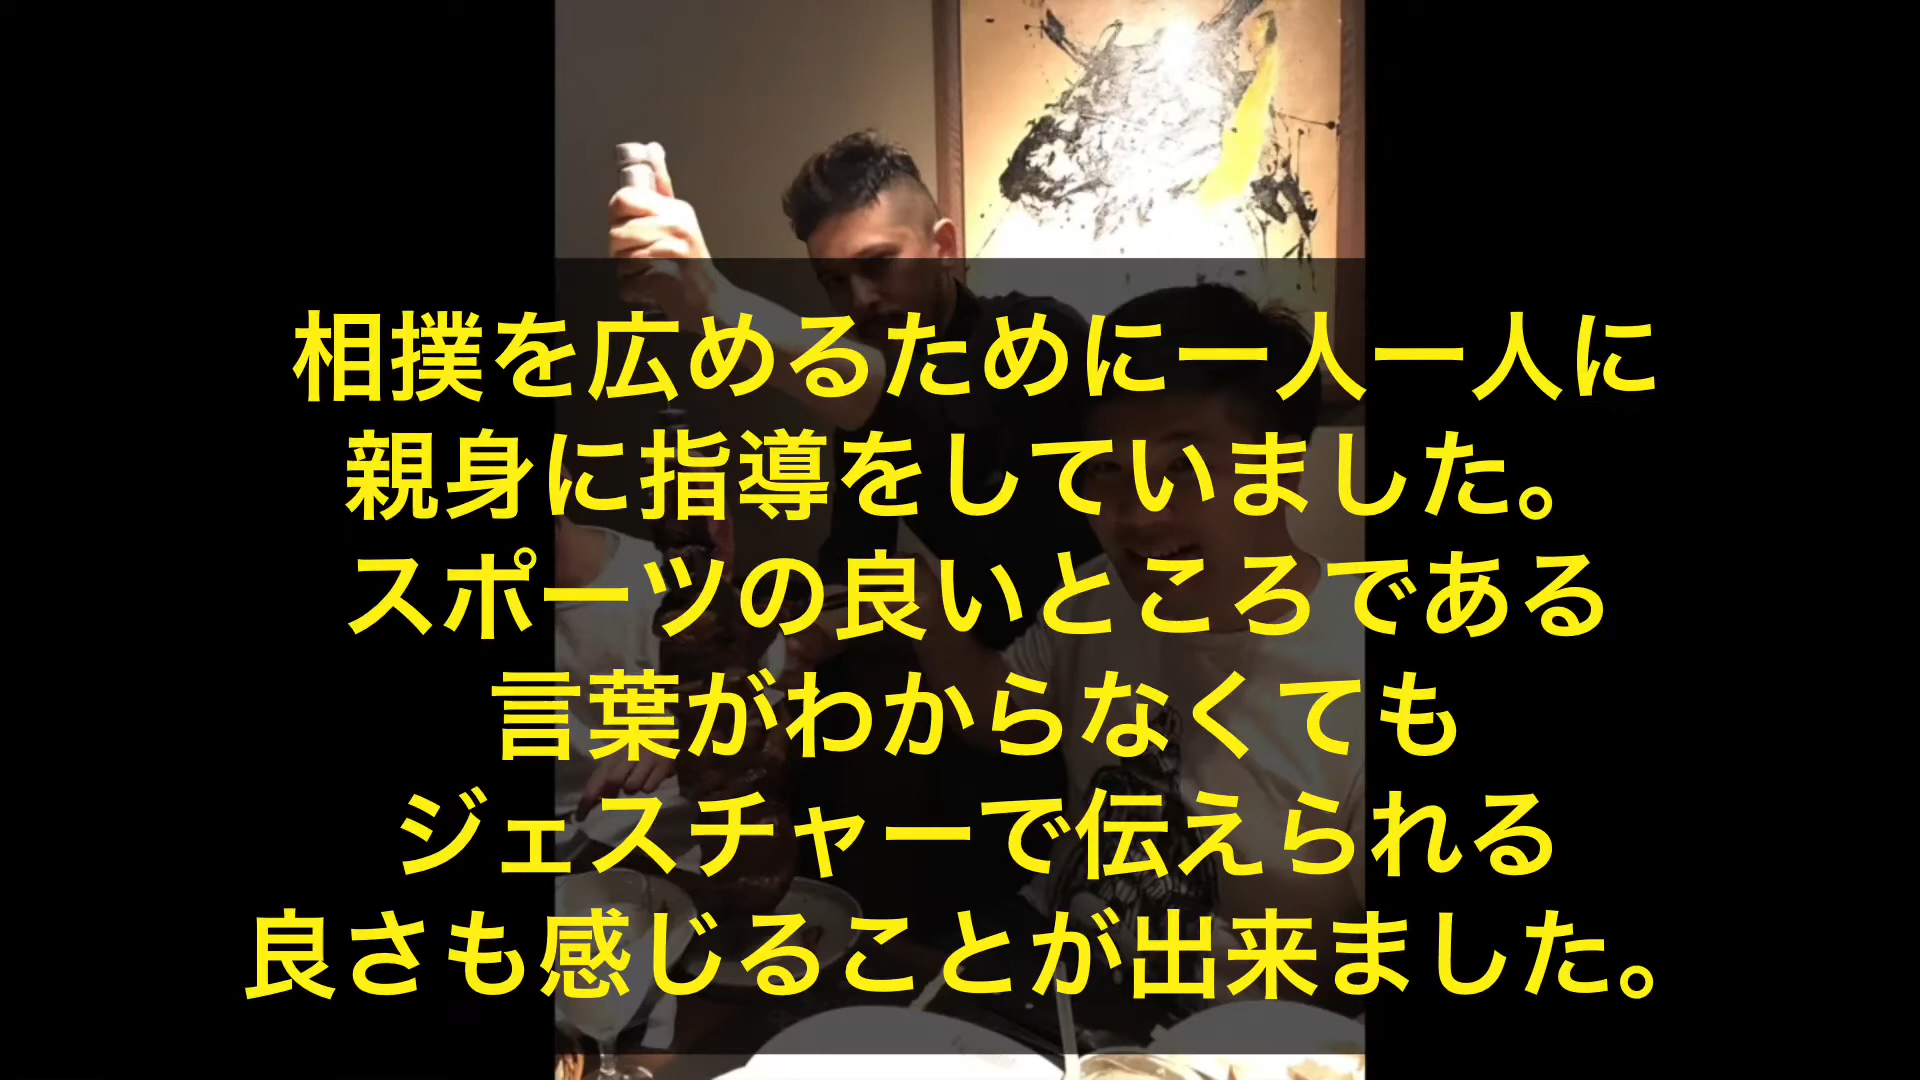 相撲を広めるために一人一人に
親身に指導をしていました。
スポーツの良いところである
言葉がわからなくても
ジェスチャーで伝えられる
良さも感じることが出来ました。